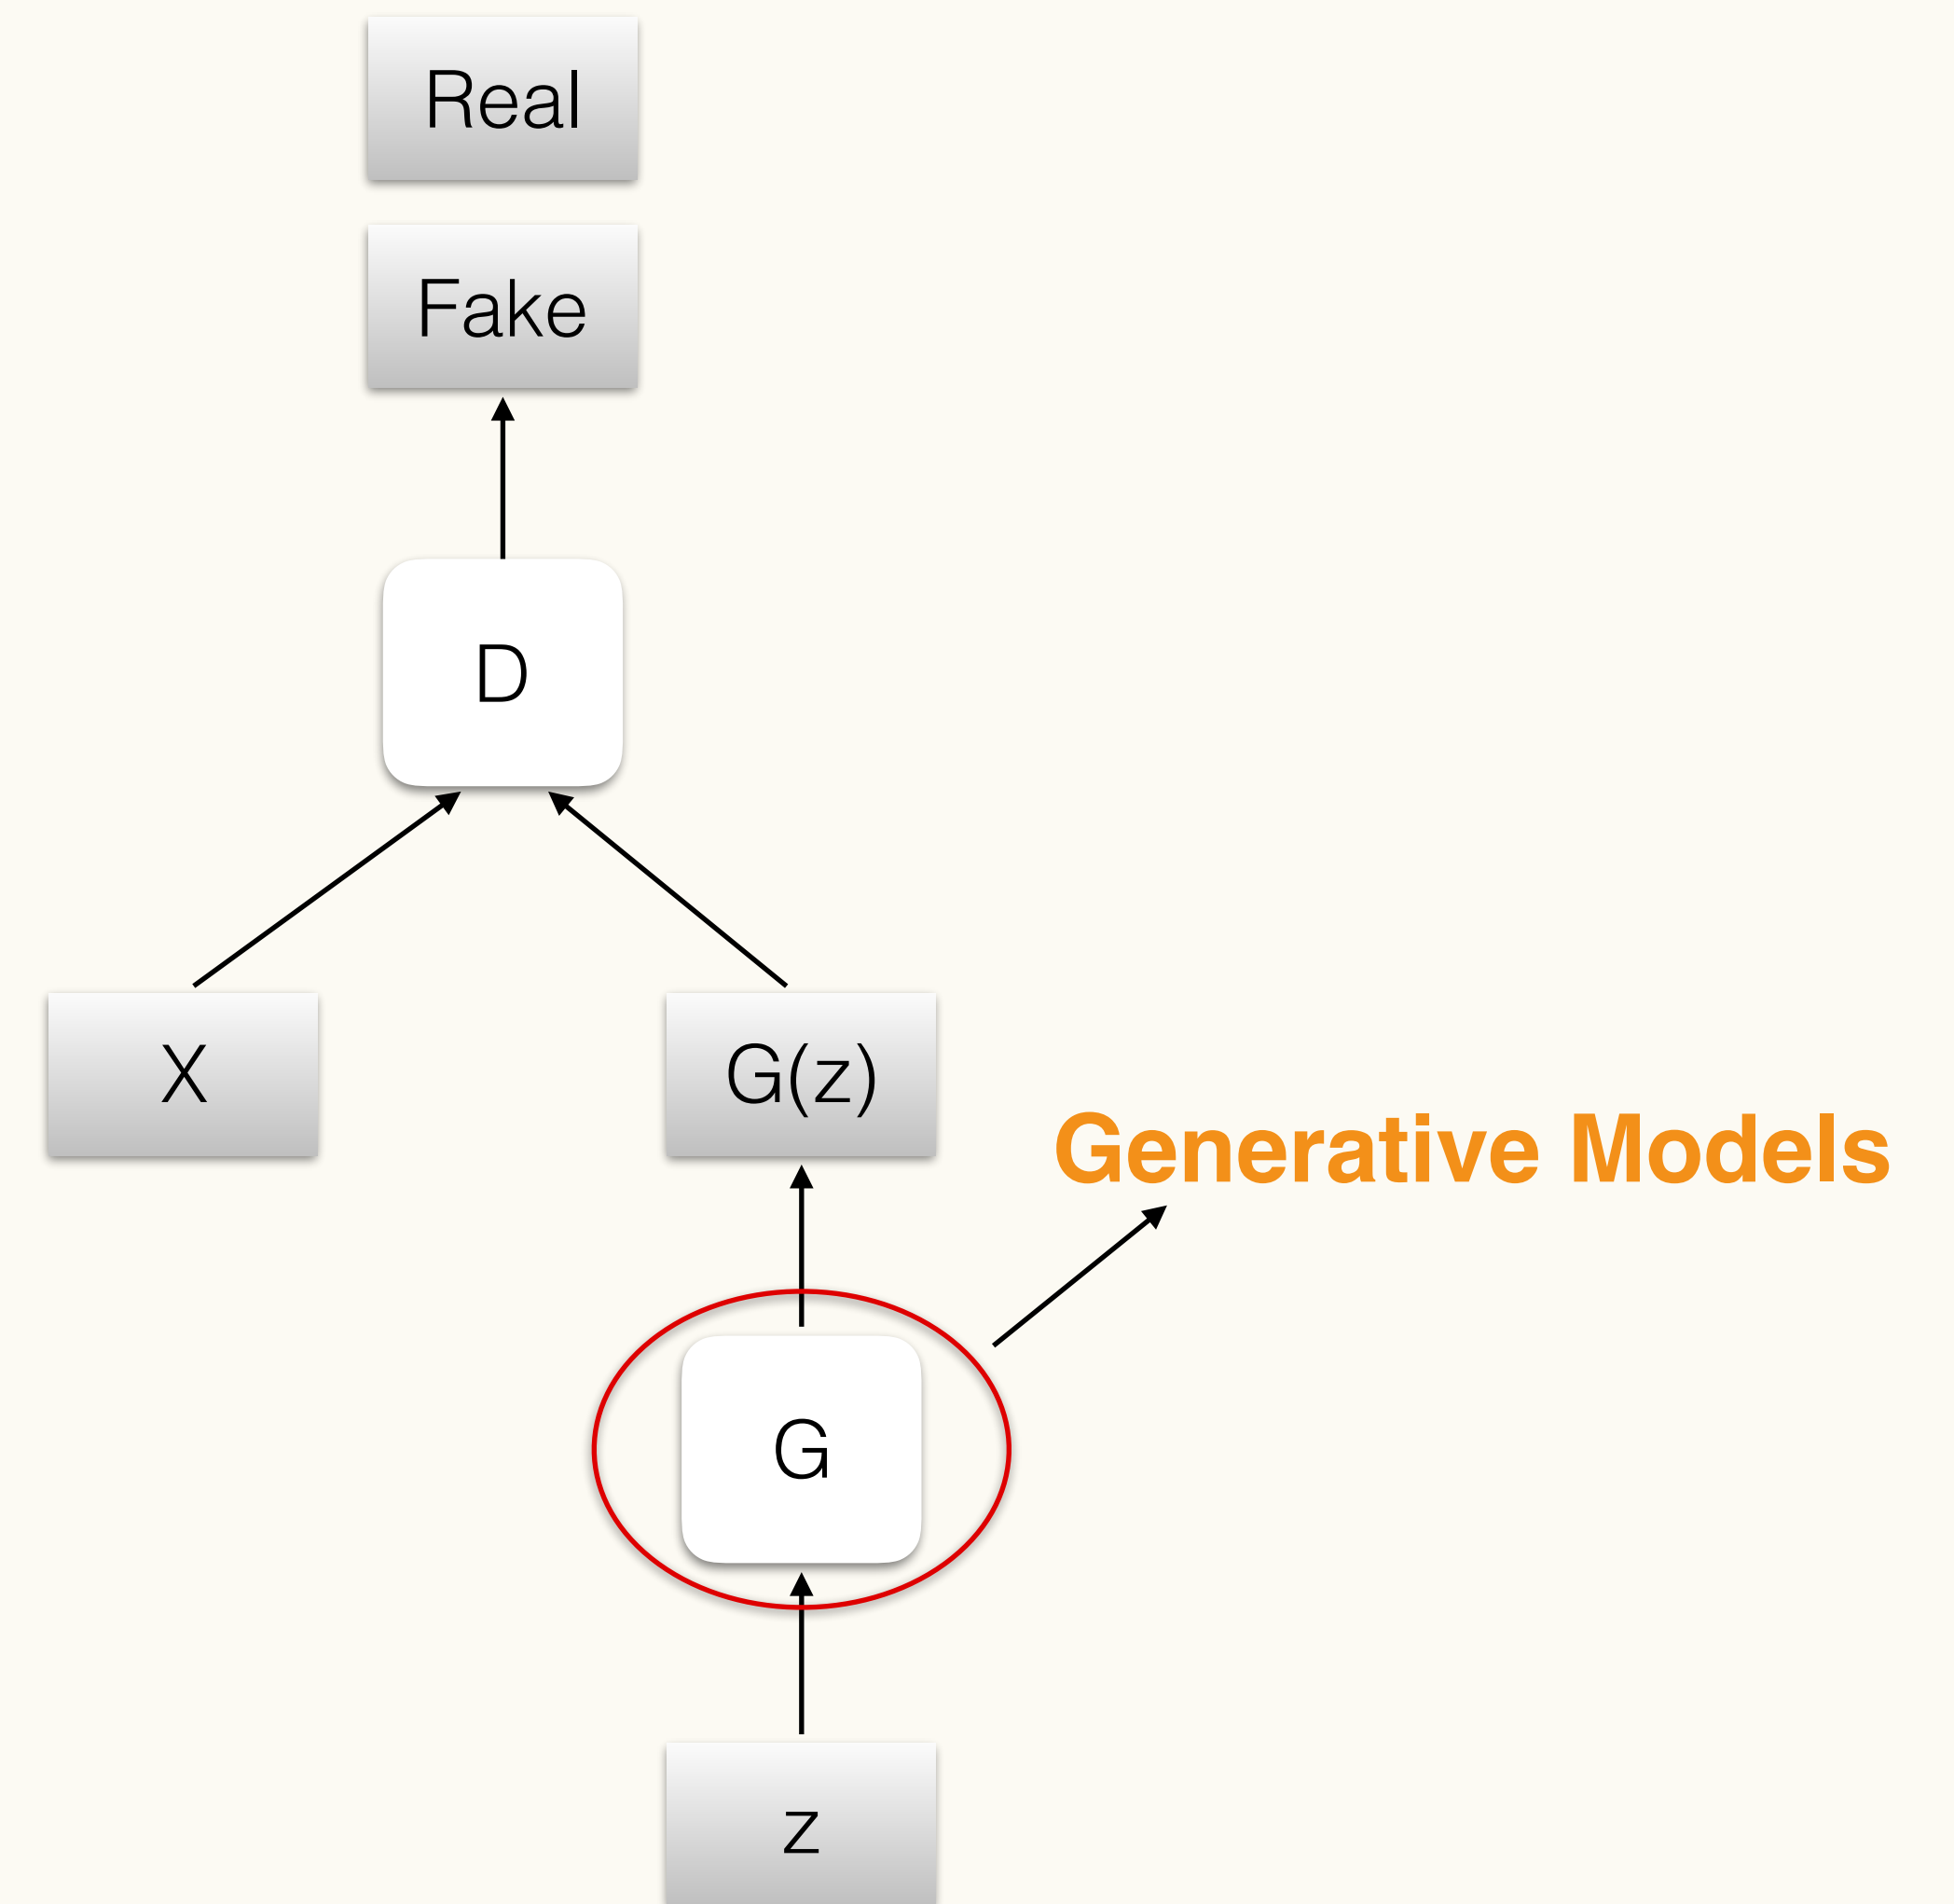 Real
Fake
D
X
G(z)
Generative Models
G
z